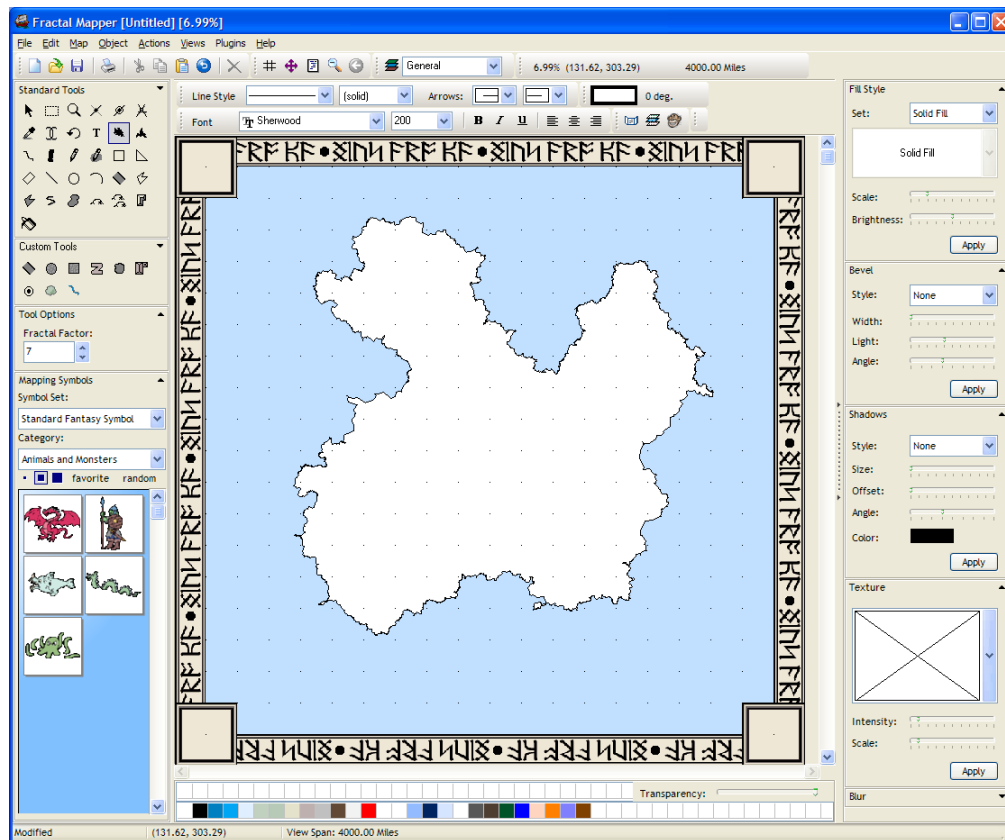 Fractal Mapper [Untitled] [6.99%]
File Edit Map Object Actions Views Plugins Help
General 6.99% (131.62, 303.29) 4000.00 Miles
Standard Tools
Line Style (solid) Arrows: 0 deg.
Font Sherwood 200 B I U
Custom Tools
Tool Options
Fractal Factor:
7
Mapping Symbols
Symbol Set:
Standard Fantasy Symbol
Category:
Animals and Monsters
favorite random
Fill Style
Set: Solid Fill
Solid Fill
Scale:
Brightness:
Apply
Bevel
Style: None
Width:
Light:
Angle:
Apply
Shadows
Style: None
Size:
Offset:
Angle:
Color:
Apply
Texture
Intensity:
Scale:
Apply
Blur
Transparency:
Modified (131.62, 303.29) View Span: 4000.00 Miles